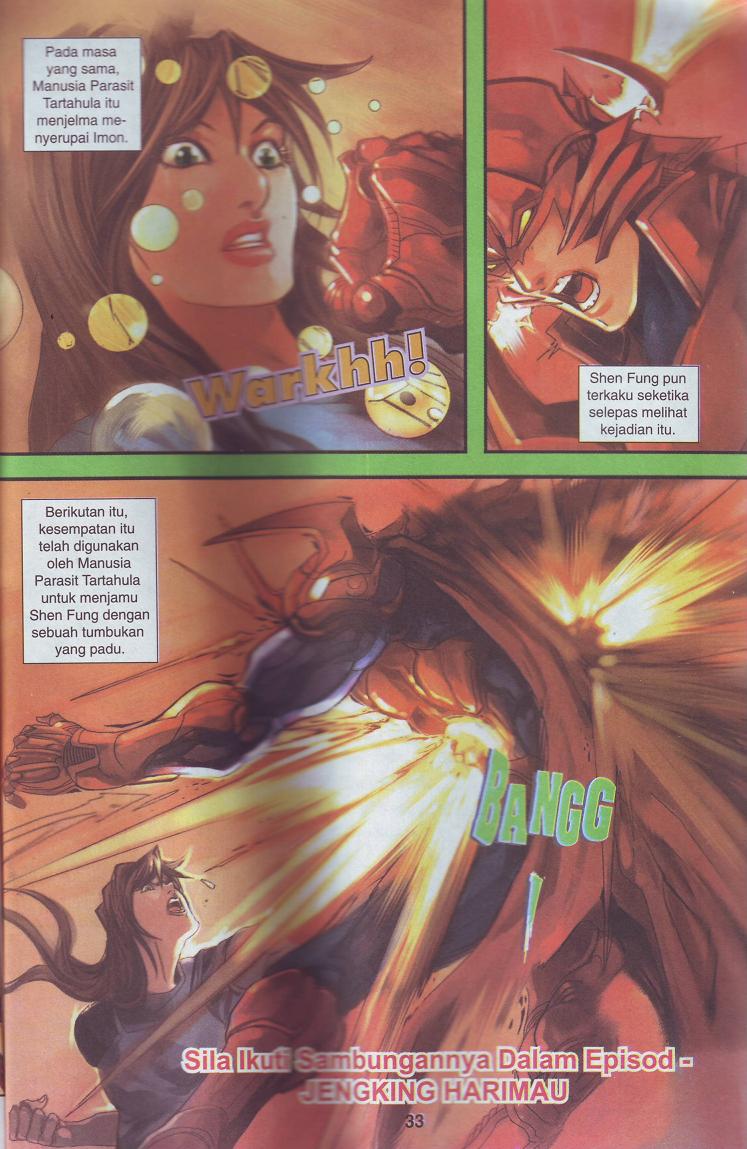 Pada masa
yang sama,
Manusia Parasit
Tartahula itu
menjelma me-
nyerupai Imon.
Warkhh!
Shen Fung pun
terkaku seketika
selepas melihat
kejadian itu.
Berikutan itu,
kesempatan itu
telah digunakan
oleh Manusia
Parasit Tartahula
untuk menjamu
Shen Fung dengan
sebuah tumbukan
yang padu.
BANGG
!
Sila Ikuti Sambungannya Dalam Episod -
JENGKING HARIMAU
33